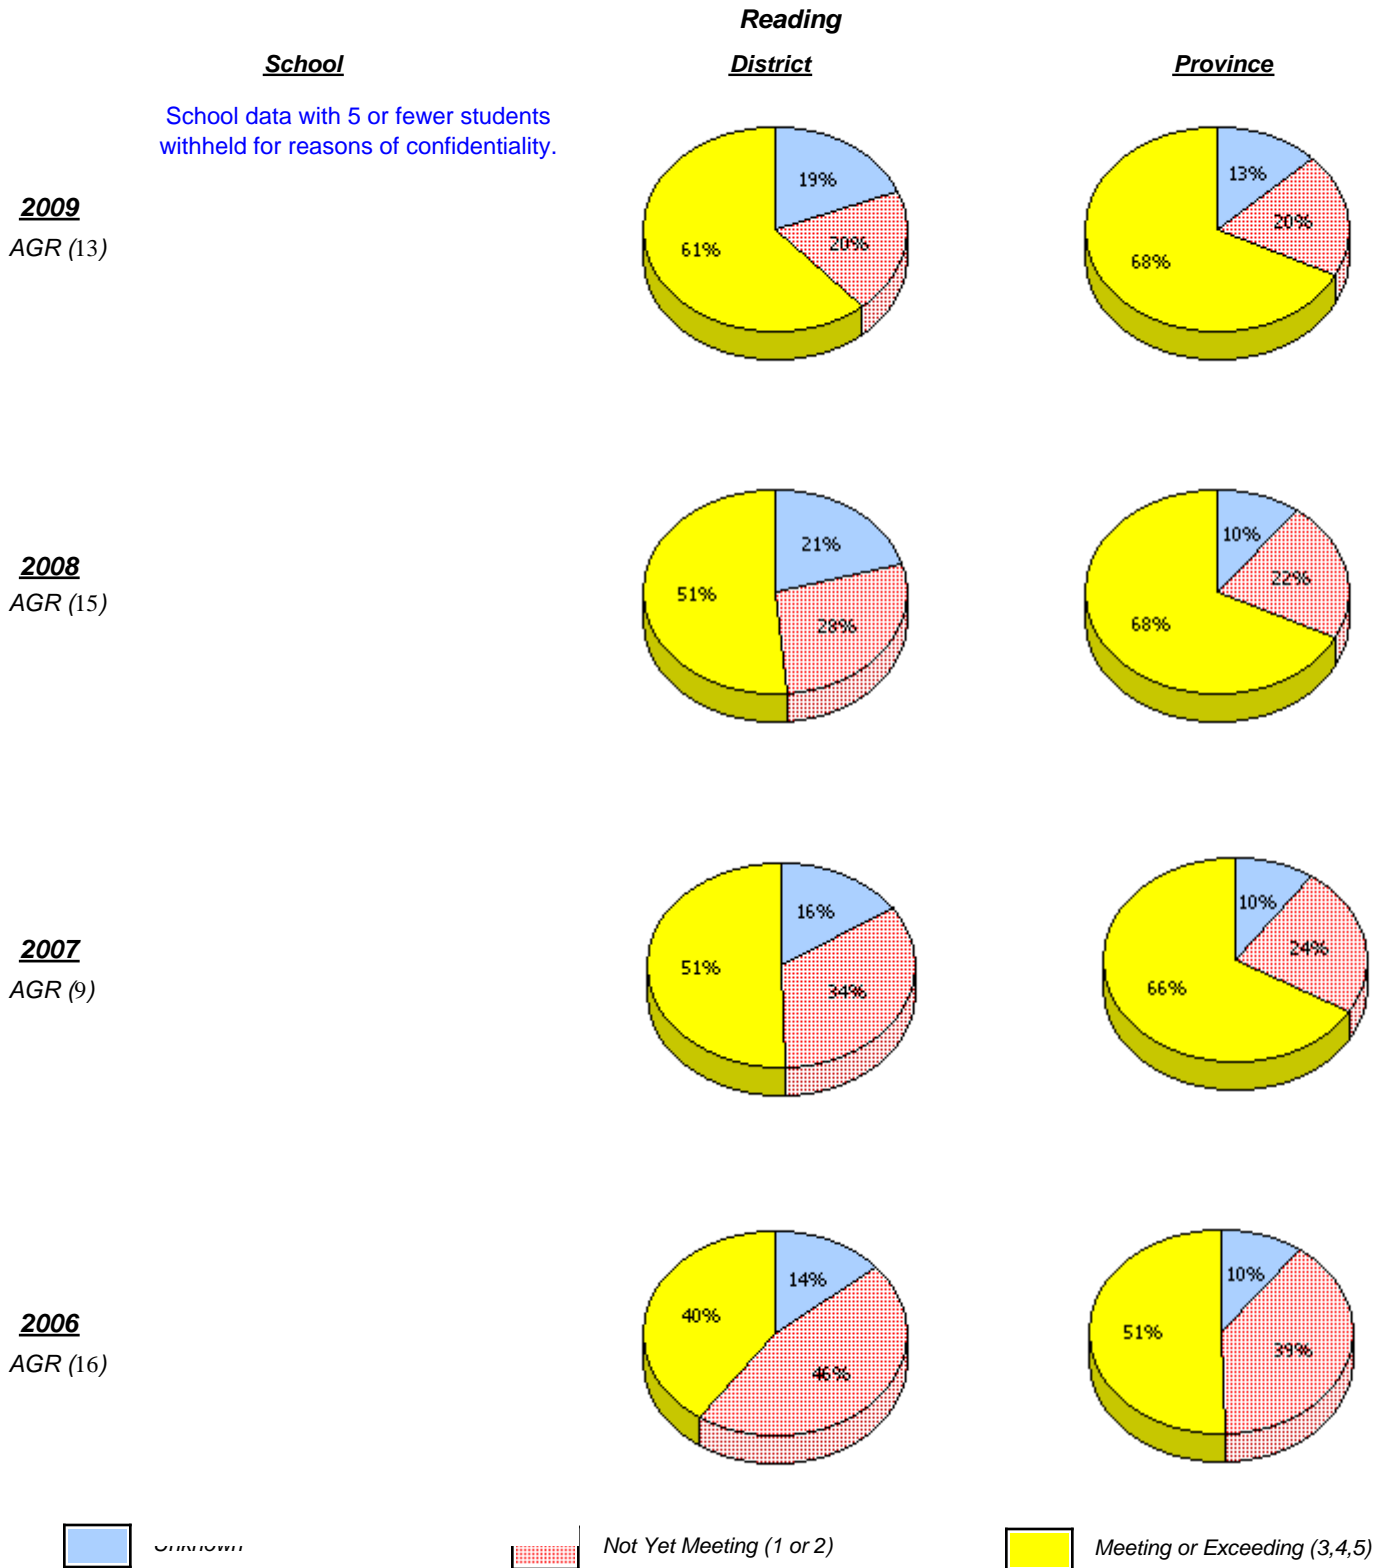 Reading
School
District
Province
School data with 5 or fewer students
withheld for reasons of confidentiality.
2009
AGR (13)
19%
20%
61%
13%
20%
68%
2008
AGR (15)
21%
28%
51%
10%
22%
68%
2007
AGR (9)
16%
34%
51%
10%
24%
66%
2006
AGR (16)
14%
46%
40%
10%
39%
51%
Unknown
Not Yet Meeting (1 or 2)
Meeting or Exceeding (3,4,5)